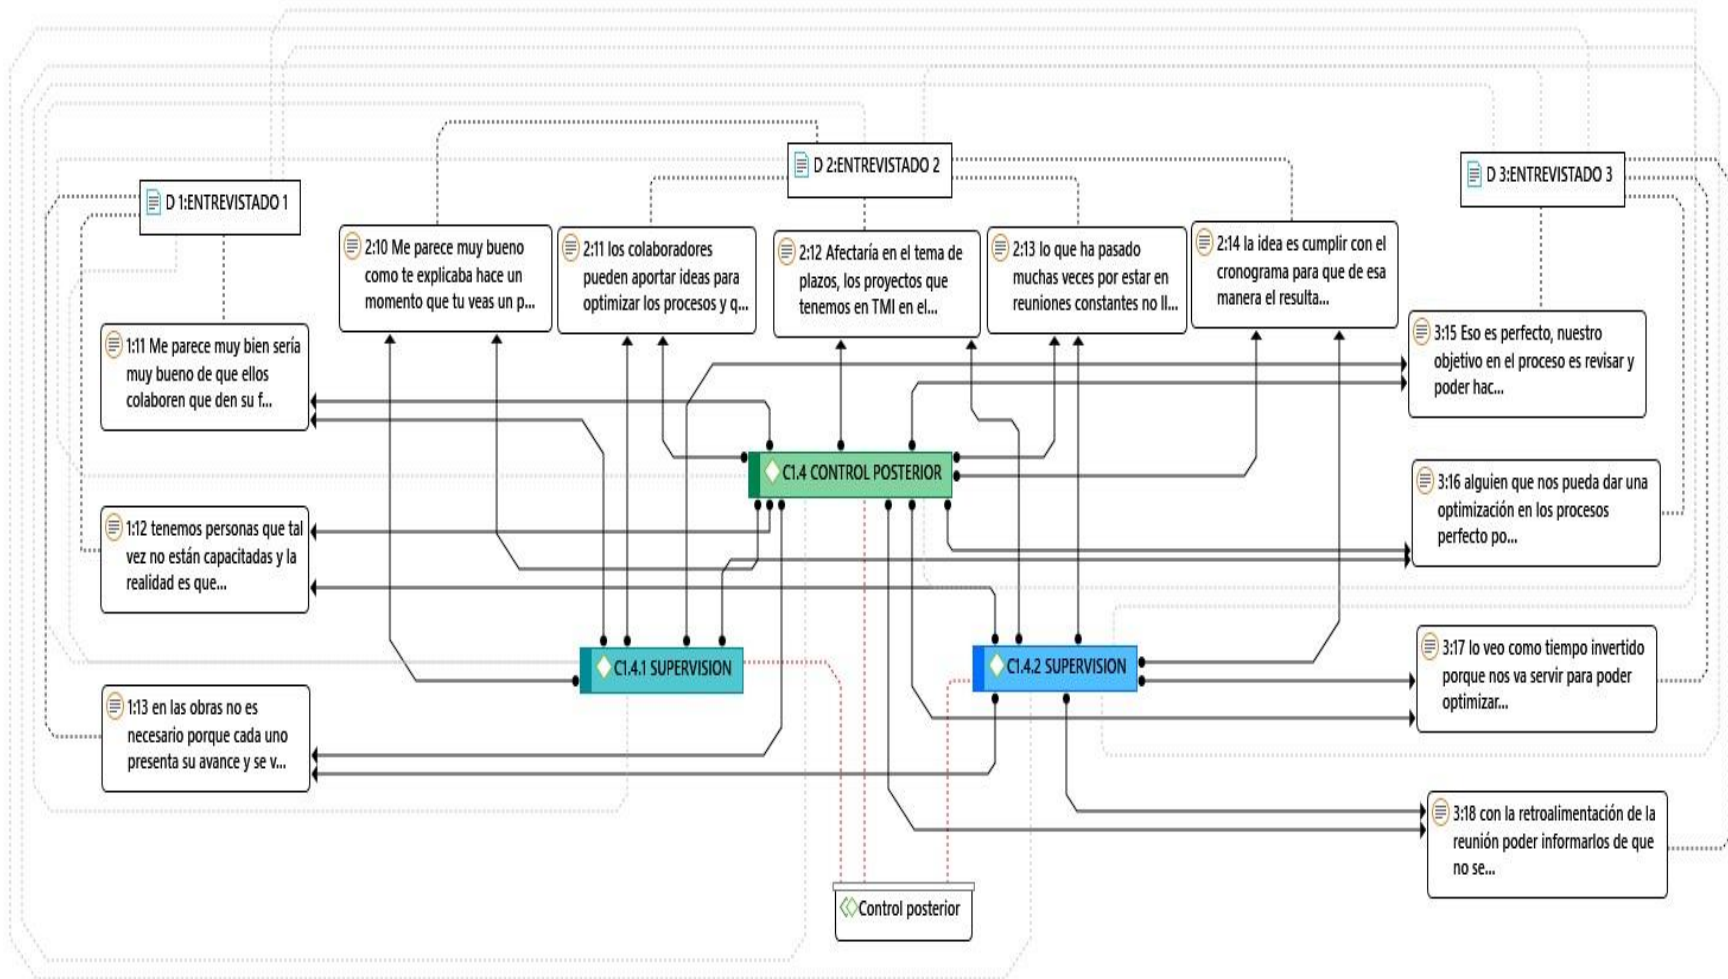 D 2:ENTREVISTADO 2
D 3:ENTREVISTADO 3
D 1:ENTREVISTADO 1
2:10 Me parece muy bueno
como te explicaba hace un
momento que tu veas un p...
2:11 los colaboradores
pueden aportar ideas para
optimizar los procesos y q...
2:12 Afectaría en el tema de
plazos, los proyectos que
tenemos en TMI en el...
2:13 lo que ha pasado
muchas veces por estar en
reuniones constantes no ll...
2:14 la idea es cumplir con el
cronograma para que de esa
manera el resulta...
1:11 Me parece muy bien sería
muy bueno de que ellos
colaboren que den su f...
3:15 Eso es perfecto, nuestro
objetivo en el proceso es revisar y
poder hac...
C1.4 CONTROL POSTERIOR
3:16 alguien que nos pueda dar una
optimización en los procesos
perfecto po...
1:12 tenemos personas que tal
vez no están capacitadas y la
realidad es que...
C1.4.1 SUPERVISION
C1.4.2 SUPERVISION
3:17 lo veo como tiempo invertido
porque nos va servir para poder
optimizar...
1:13 en las obras no es
necesario porque cada uno
presenta su avance y se v...
3:18 con la retroalimentación de la
reunión poder informarlos de que
no se...
Control posterior